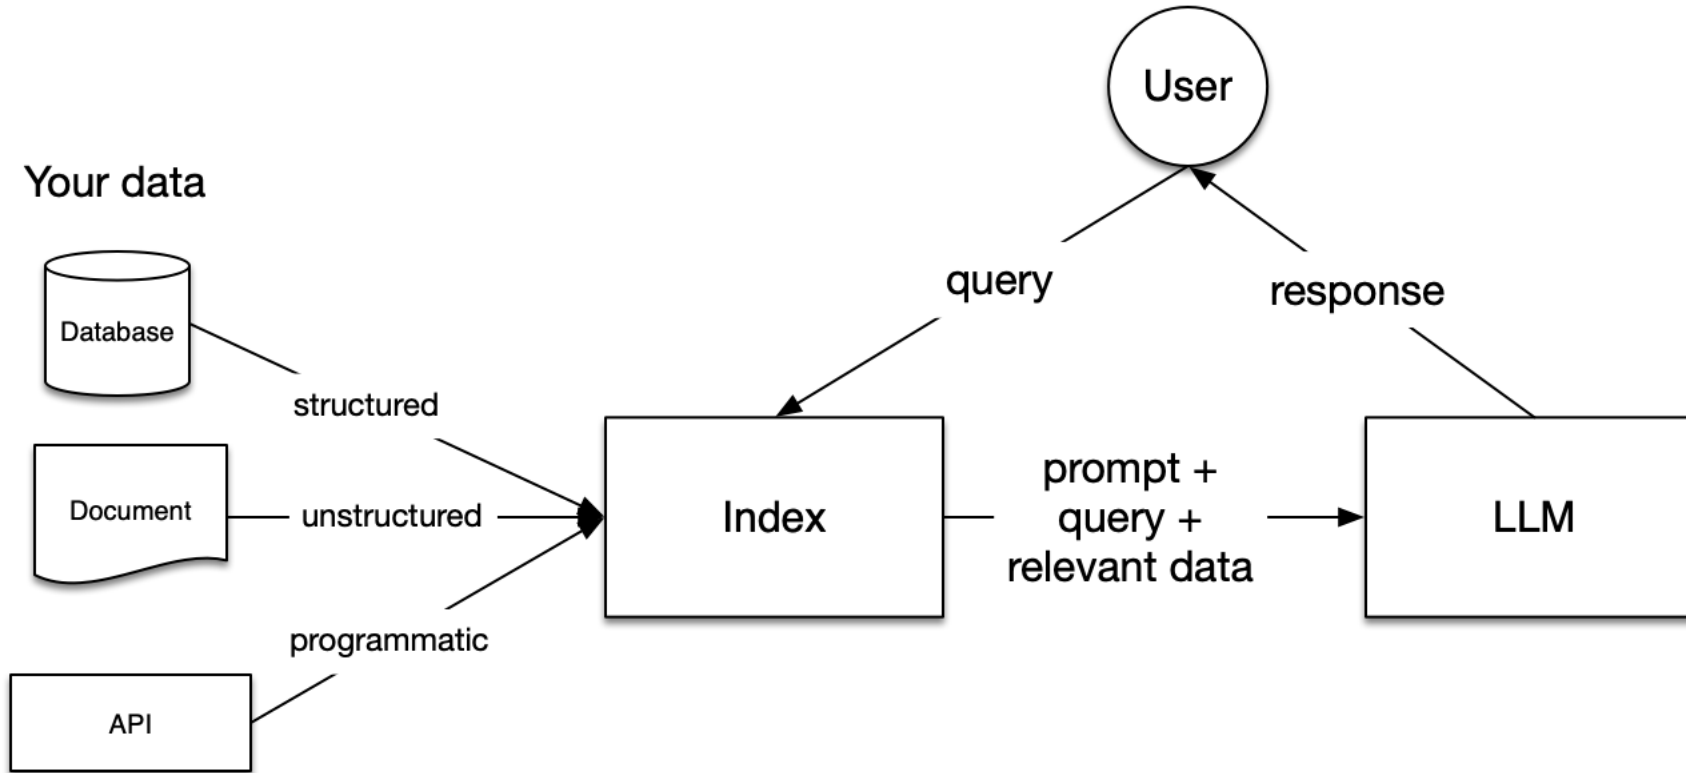 User
Your data
query
response
Database
structured
Document
unstructured
Index
prompt +
query +
relevant data
LLM
programmatic
API